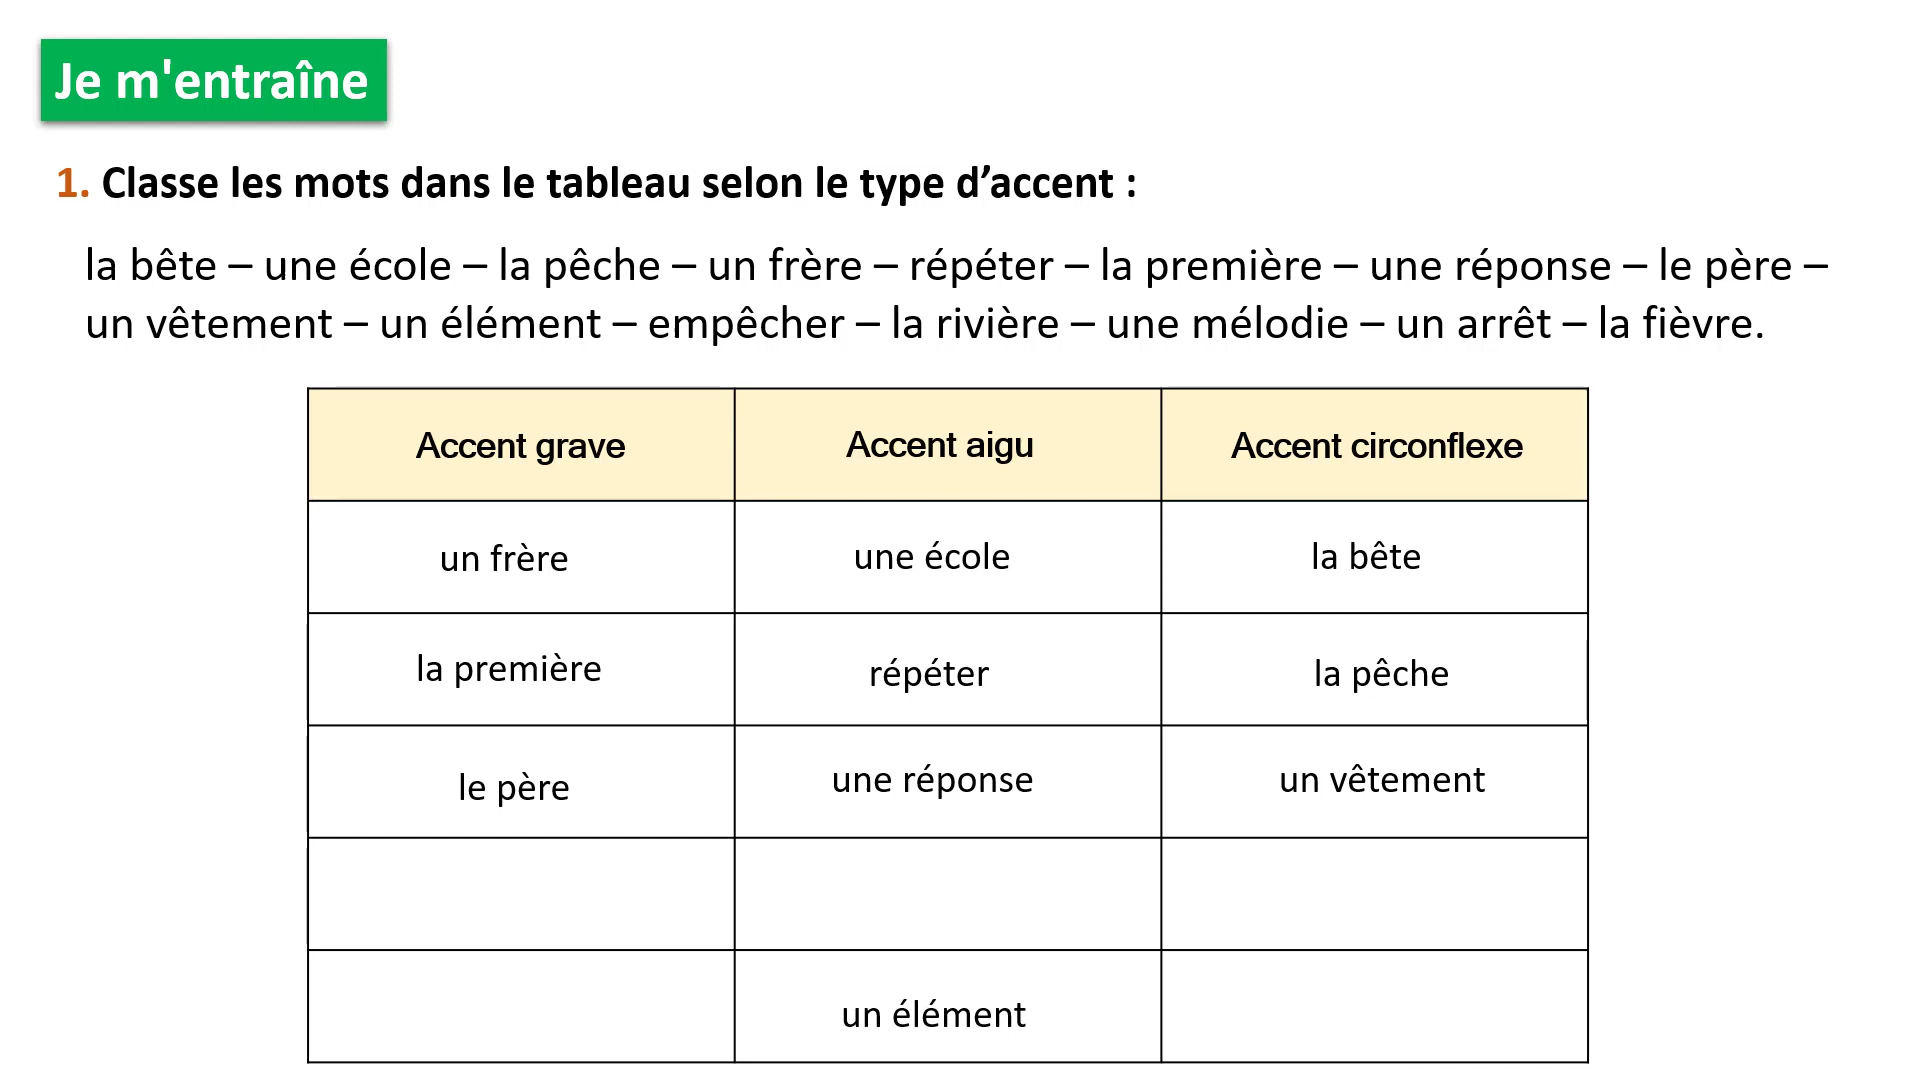 Je m'entraîne
1. Classe les mots dans le tableau selon le type d’accent :
la bête – une école – la pêche – un frère – répéter – la première – une réponse – le père –
un vêtement – un élément – empêcher – la rivière – une mélodie – un arrêt – la fièvre.
Accent grave Accent aigu Accent circonflexe
un frère une école la bête
la première répéter la pêche
le père une réponse un vêtement
un élément